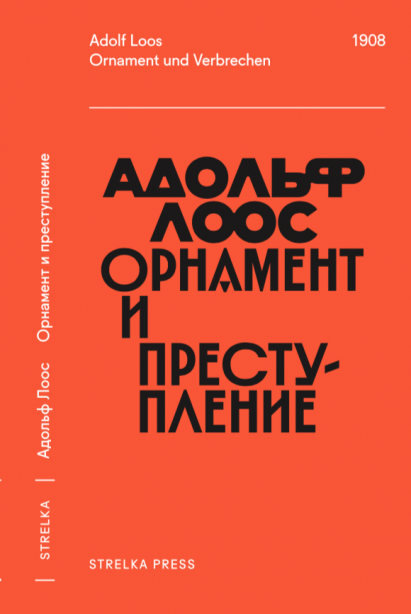 Adolf Loos 1908
Ornament und Verbrechen
АДОЛЬФ
ЛООС
ОРНАМЕНТ
И
ПРЕСТУ-
ПЛЕНИЕ
STRELKA PRESS
STRELKA Адольф Лоос Орнамент и преступление